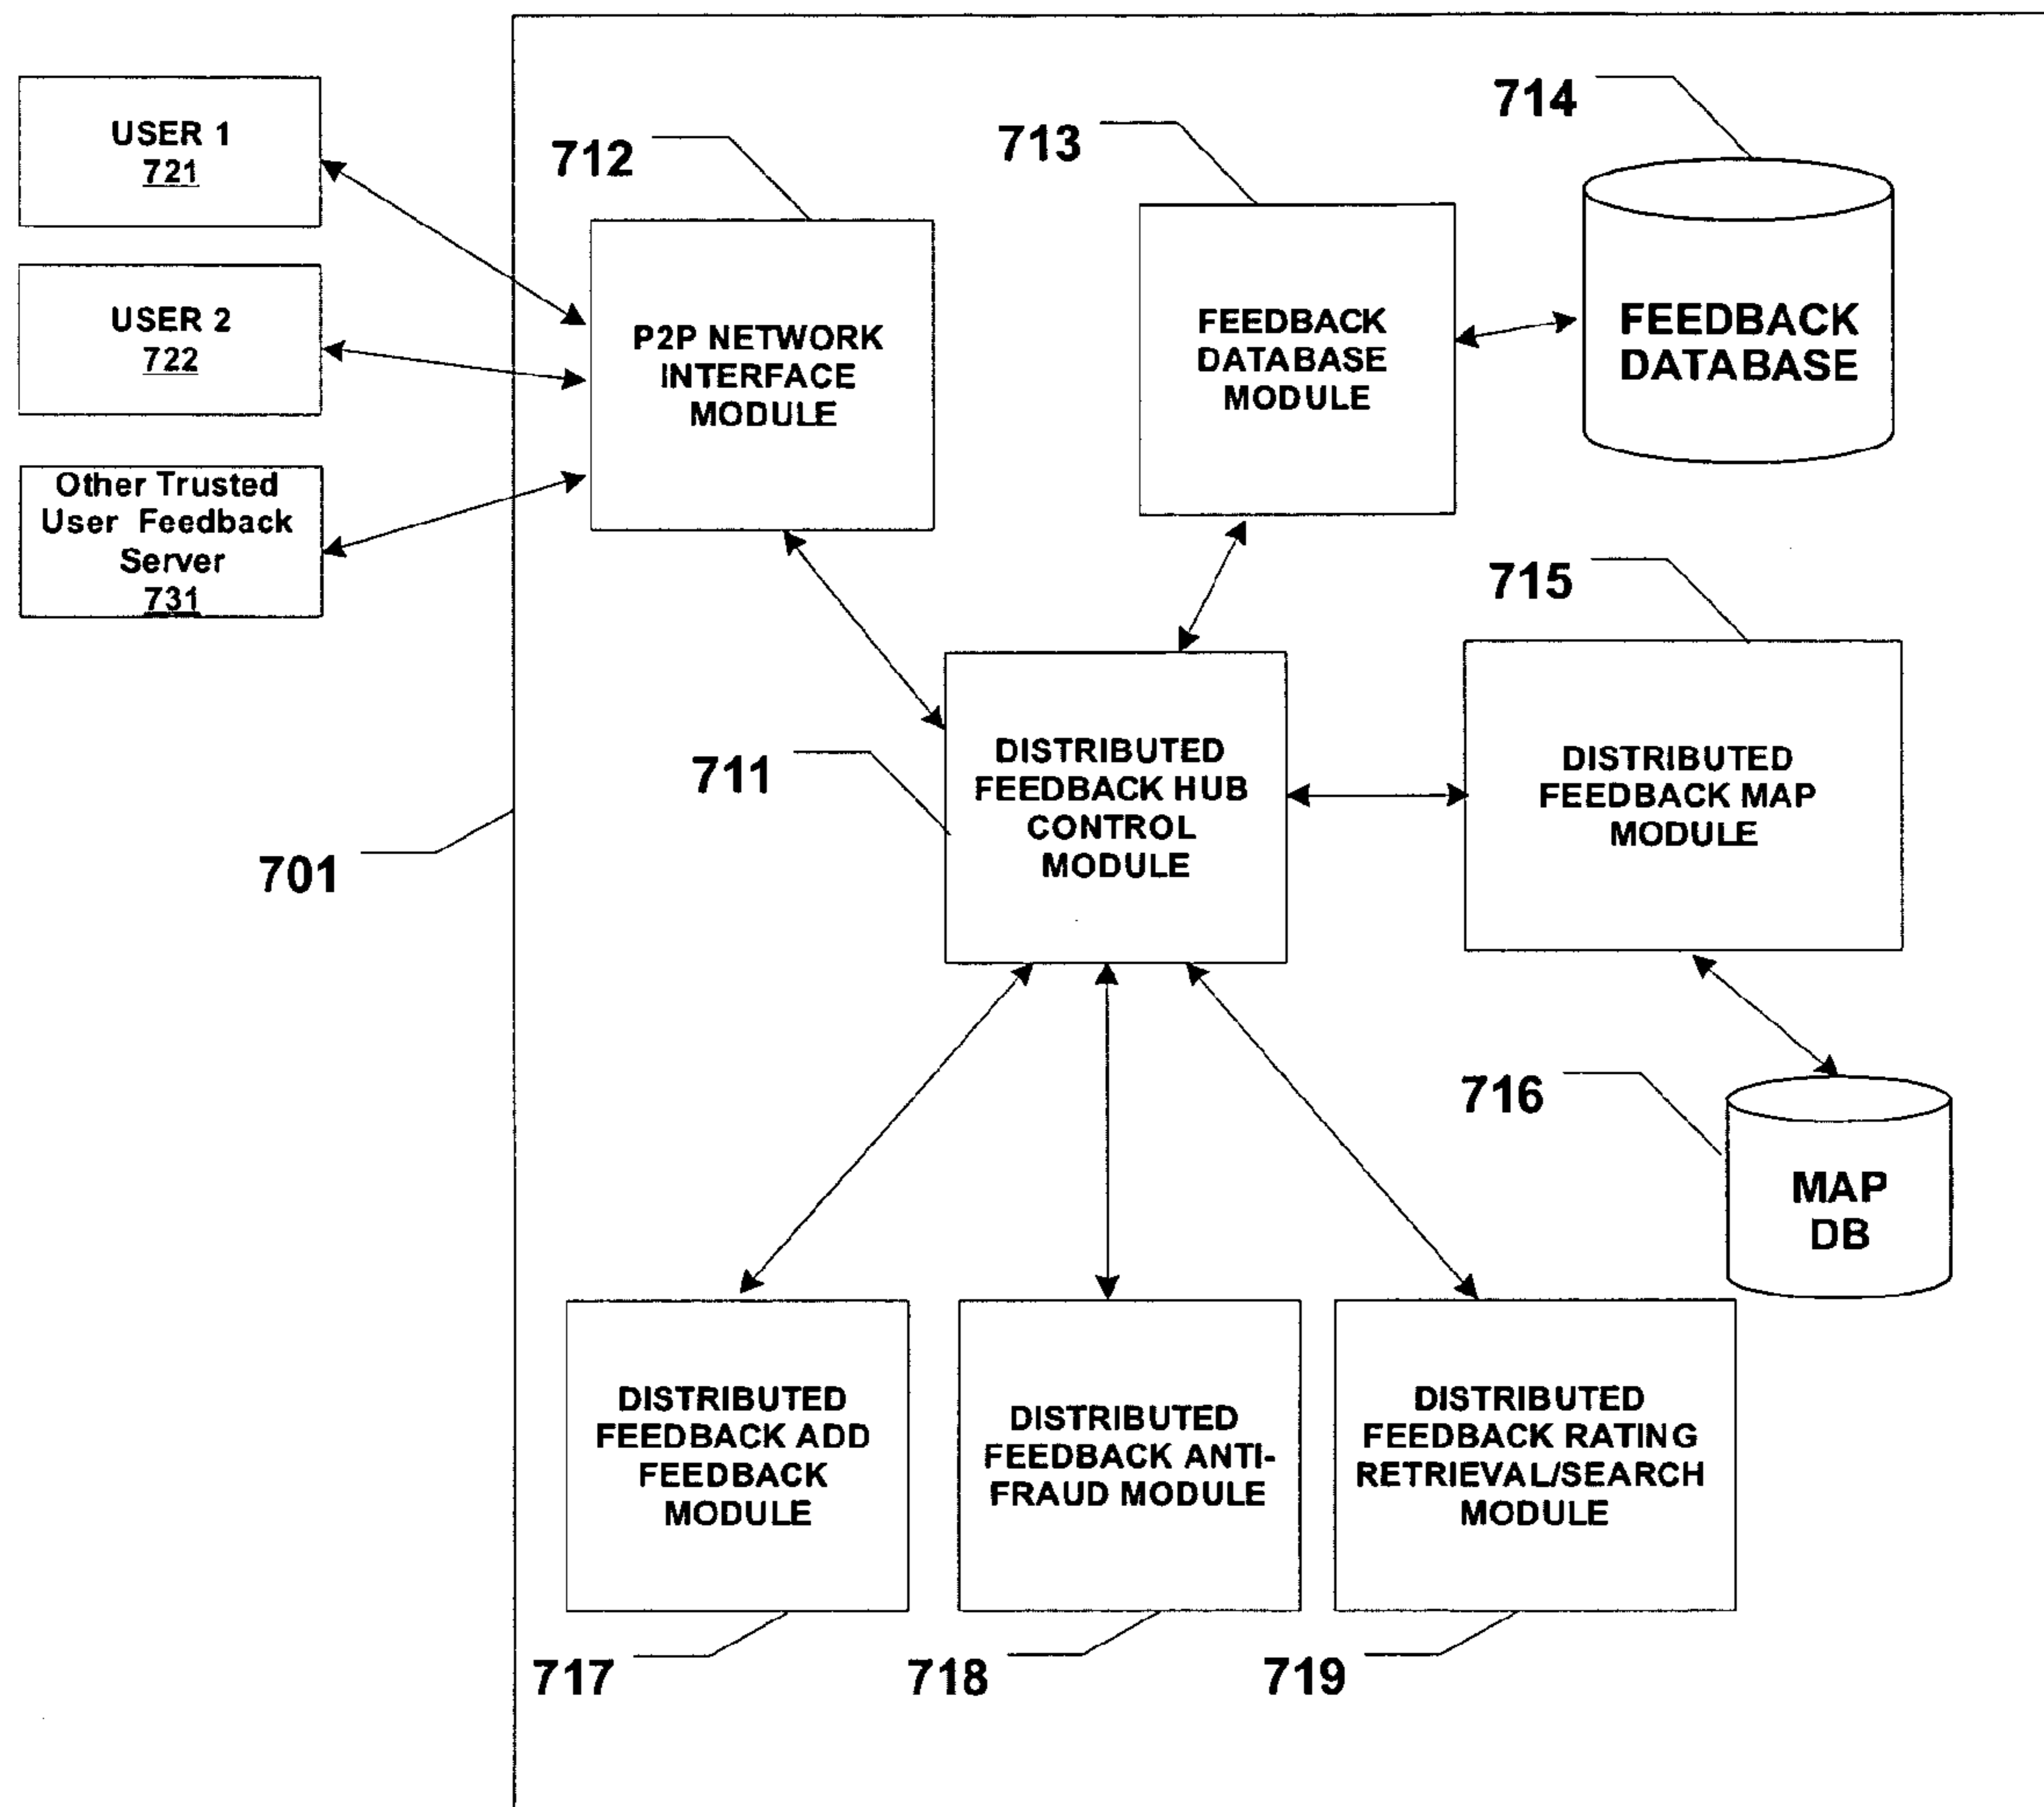 USER 1
721
USER 2
722
Other Trusted
User Feedback
Server
731
712
P2P NETWORK
INTERFACE
MODULE
713
FEEDBACK
DATABASE
MODULE
714
FEEDBACK
DATABASE
711
DISTRIBUTED
FEEDBACK HUB
CONTROL
MODULE
715
DISTRIBUTED
FEEDBACK MAP
MODULE
701
716
MAP
DB
DISTRIBUTED
FEEDBACK ADD
FEEDBACK
MODULE
DISTRIBUTED
FEEDBACK ANTI-
FRAUD MODULE
DISTRIBUTED
FEEDBACK RATING
RETRIEVAL/SEARCH
MODULE
717
718
719